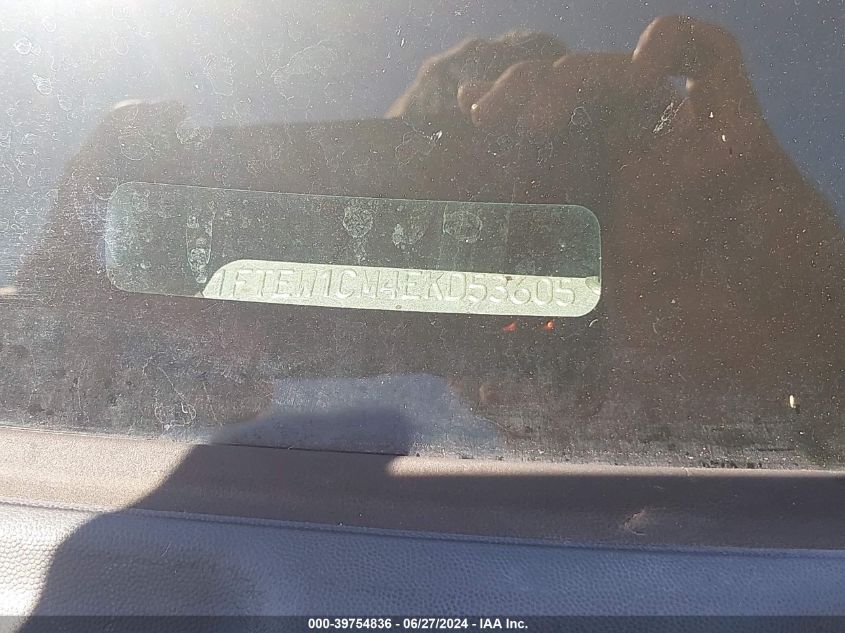 1FTEW1CM4EKD53605
000-39754836 - 06/27/2024 - IAA Inc.